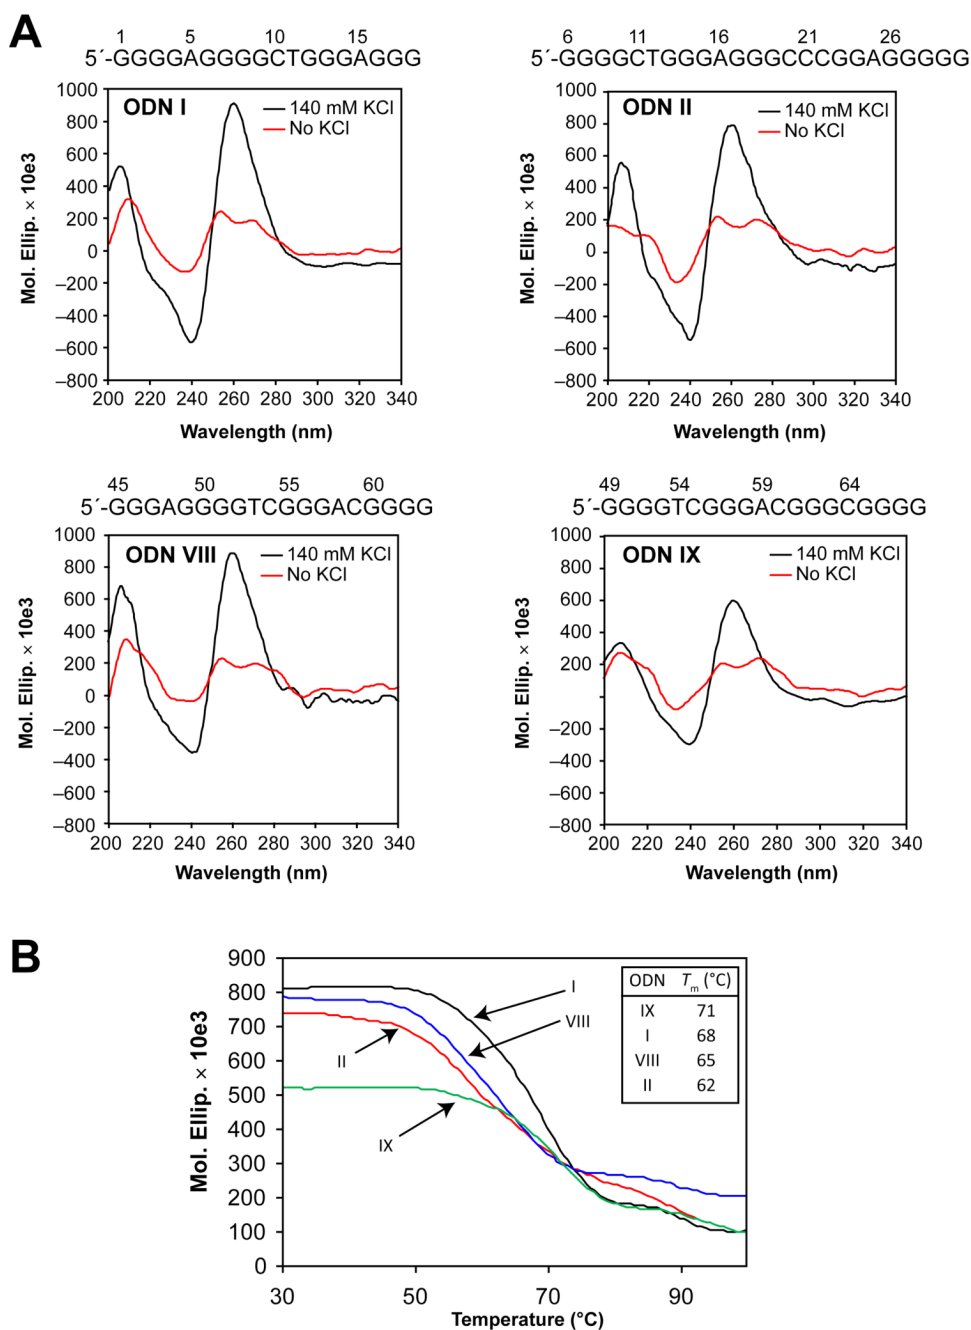 A
1 5 10 15
5´-GGGGAGGGGCTGGGAGGG
ODN I
140 mM KCl
No KCl
Mol. Ellip. × 10e3
1000
800
600
400
200
0
–200
–400
–600
–800
200 220 240 260 280 300 320 340
Wavelength (nm)
6 11 16 21 26
5´-GGGGCTGGGAGGGCCCGGAGGGGG
ODN II
140 mM KCl
No KCl
Mol. Ellip. × 10e3
1000
800
600
400
200
0
–200
–400
–600
–800
200 220 240 260 280 300 320 340
Wavelength (nm)
45 50 55 60
5´-GGGAGGGGTCGGGACGGGG
ODN VIII
140 mM KCl
No KCl
Mol. Ellip. × 10e3
1000
800
600
400
200
0
–200
–400
–600
–800
200 220 240 260 280 300 320 340
Wavelength (nm)
49 54 59 64
5´-GGGGTCGGGACGGGCGGGG
ODN IX
140 mM KCl
No KCl
Mol. Ellip. × 10e3
1000
800
600
400
200
–200
–400
–600
–800
200 220 240 260 280 300 320 340
Wavelength (nm)
B
Mol. Ellip. × 10e3
900
800
700
600
500
400
300
200
100
0
30 50 70 90
Temperature (°C)
I
VIII
II
IX
ODN Tm (°C)
IX 71
I 68
VIII 65
II 62